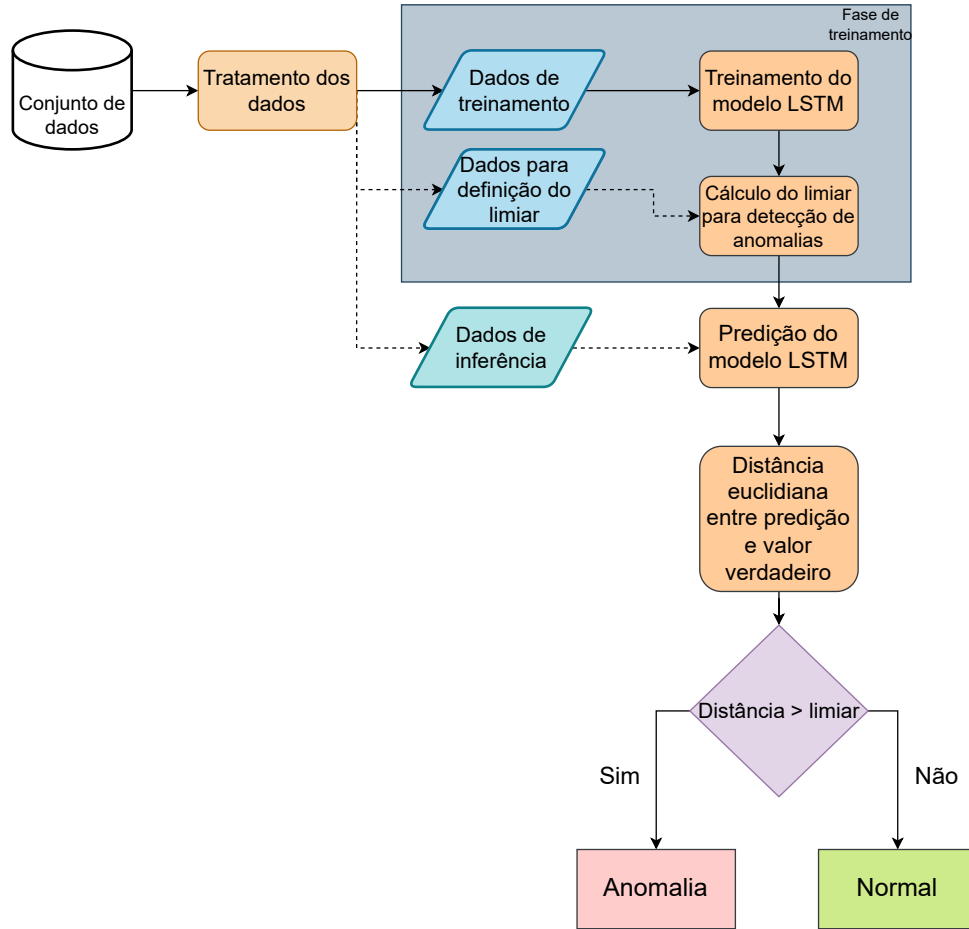 Fase de
treinamento
Conjunto de
dados
Tratamento dos
dados
Dados de
treinamento
Treinamento do
modelo LSTM
Dados para
definição do
limiar
Cálculo do limiar
para detecção de
anomalias
Dados de
inferência
Predição do
modelo LSTM
Distância
euclidiana
entre predição
e valor
verdadeiro
Distância > limiar
Sim
Não
Anomalia
Normal